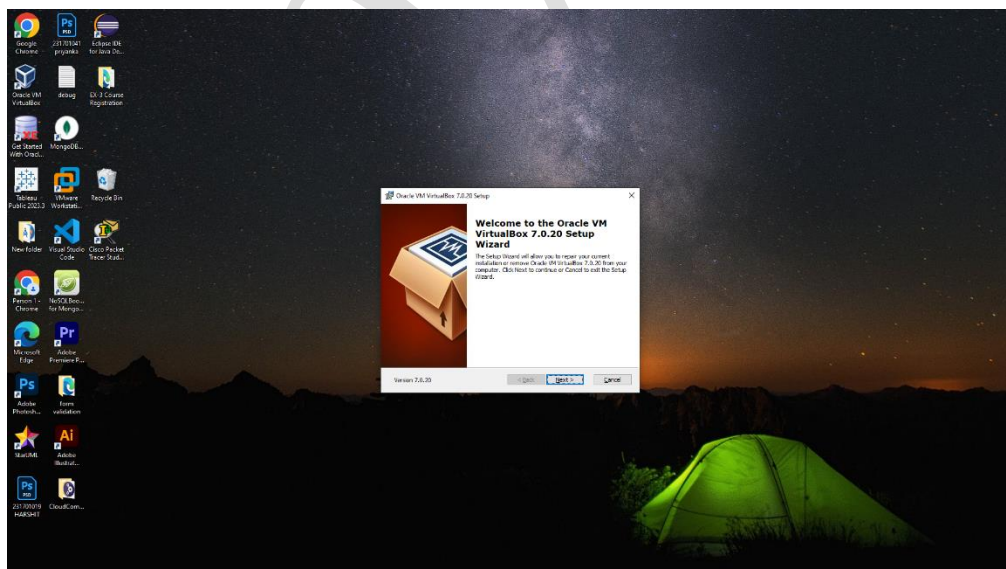 Google
Chrome
231701041
priyanka
Eclipse IDE
for Java De...
Oracle VM
VirtualBox
debug
EX-3 Course
Registration
Get Started
With Oracl...
MongoDB...
Tableau
Public 2023.3
VMware
Workstati...
Recycle Bin
New folder
Visual Studio
Code
Cisco Packet
Tracer Stud...
Person 1 -
Chrome
NoSQLBoo...
for Mongo...
Microsoft
Edge
Adobe
Premiere P...
Adobe
Photosh...
Form
validation
StarUML
Adobe
Illustrat...
231701019
HARSHIT
CloudCom...
Oracle VM VirtualBox 7.0.20 Setup
Welcome to the Oracle VM
VirtualBox 7.0.20 Setup
Wizard
The Setup Wizard will allow you to repair your current
installation or remove Oracle VM VirtualBox 7.0.20 from your
computer. Click Next to continue or Cancel to exit the Setup
Wizard.
Version 7.0.20
< Back
Next >
Cancel